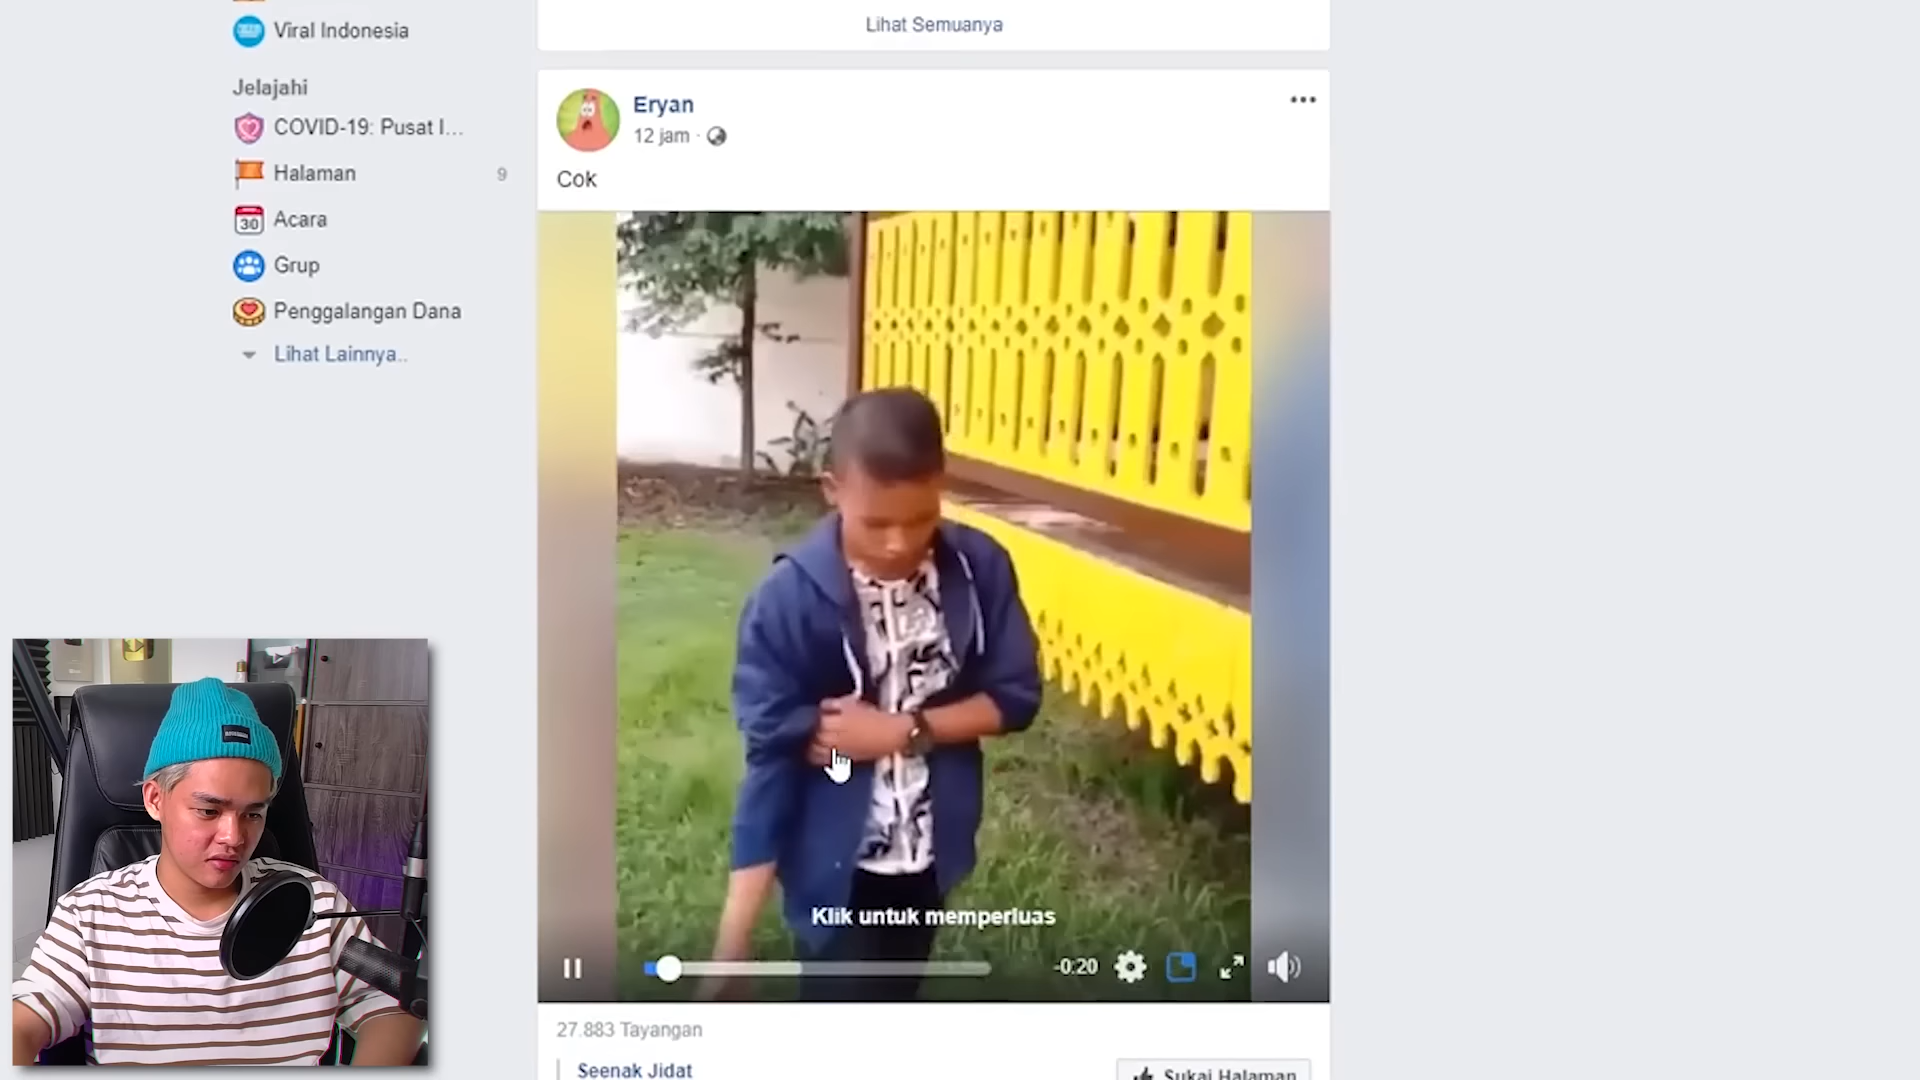 Viral Indonesia
Jelajahi
COVID-19: Pusat I...
Halaman
9
30
Acara
Grup
Penggalangan Dana
Lihat Lainnya..
Lihat Semuanya
Eryan
12 jam ·
Cok
Klik untuk memperluas
-0:20
27.883 Tayangan
Seenak Jidat
Sukai Halaman